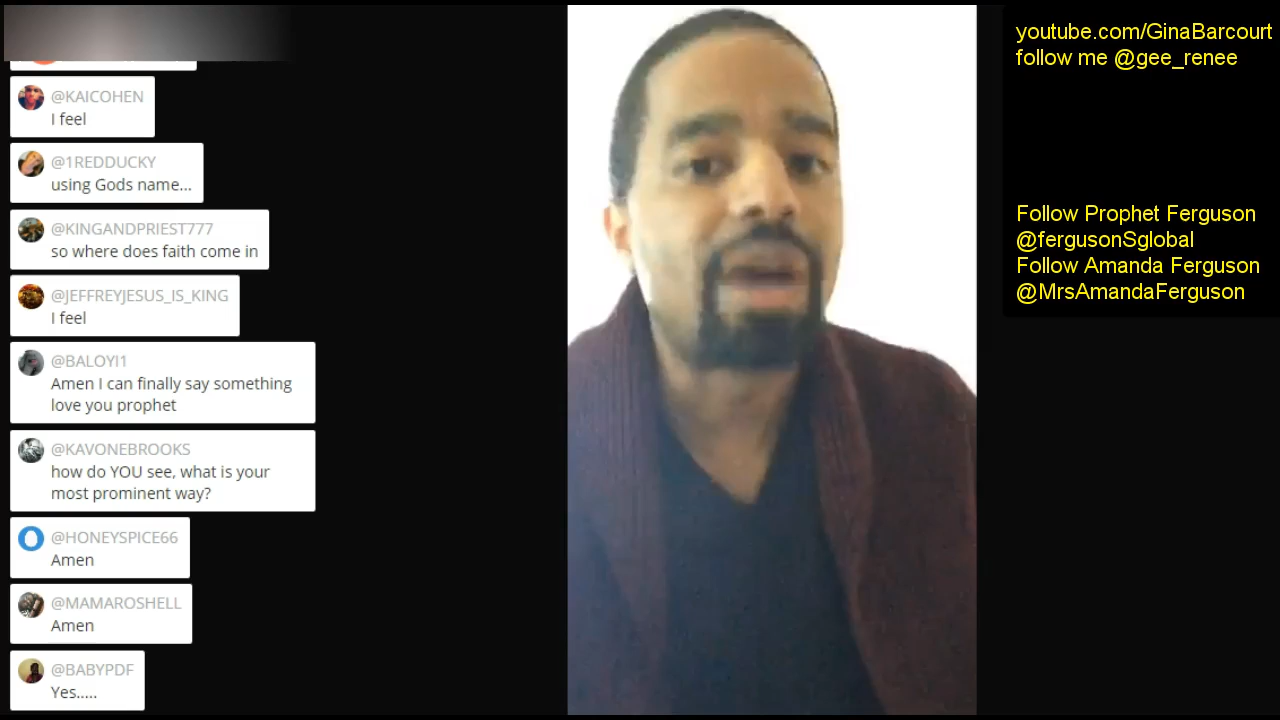 @KAICOHEN
I feel
@1REDDUCKY
using Gods name...
@KINGANDPRIEST777
so where does faith come in
@JEFFREYJESUS_IS_KING
I feel
@BALOYI1
Amen I can finally say something
love you prophet
@KAVONEBROOKS
how do YOU see, what is your
most prominent way?
@HONEYSPICE66
Amen
@MAMAROSHELL
Amen
@BABYPDF
Yes.....
youtube.com/GinaBarcourt
follow me @gee_renee
Follow Prophet Ferguson
@fergusonSglobal
Follow Amanda Ferguson
@MrsAmandaFerguson